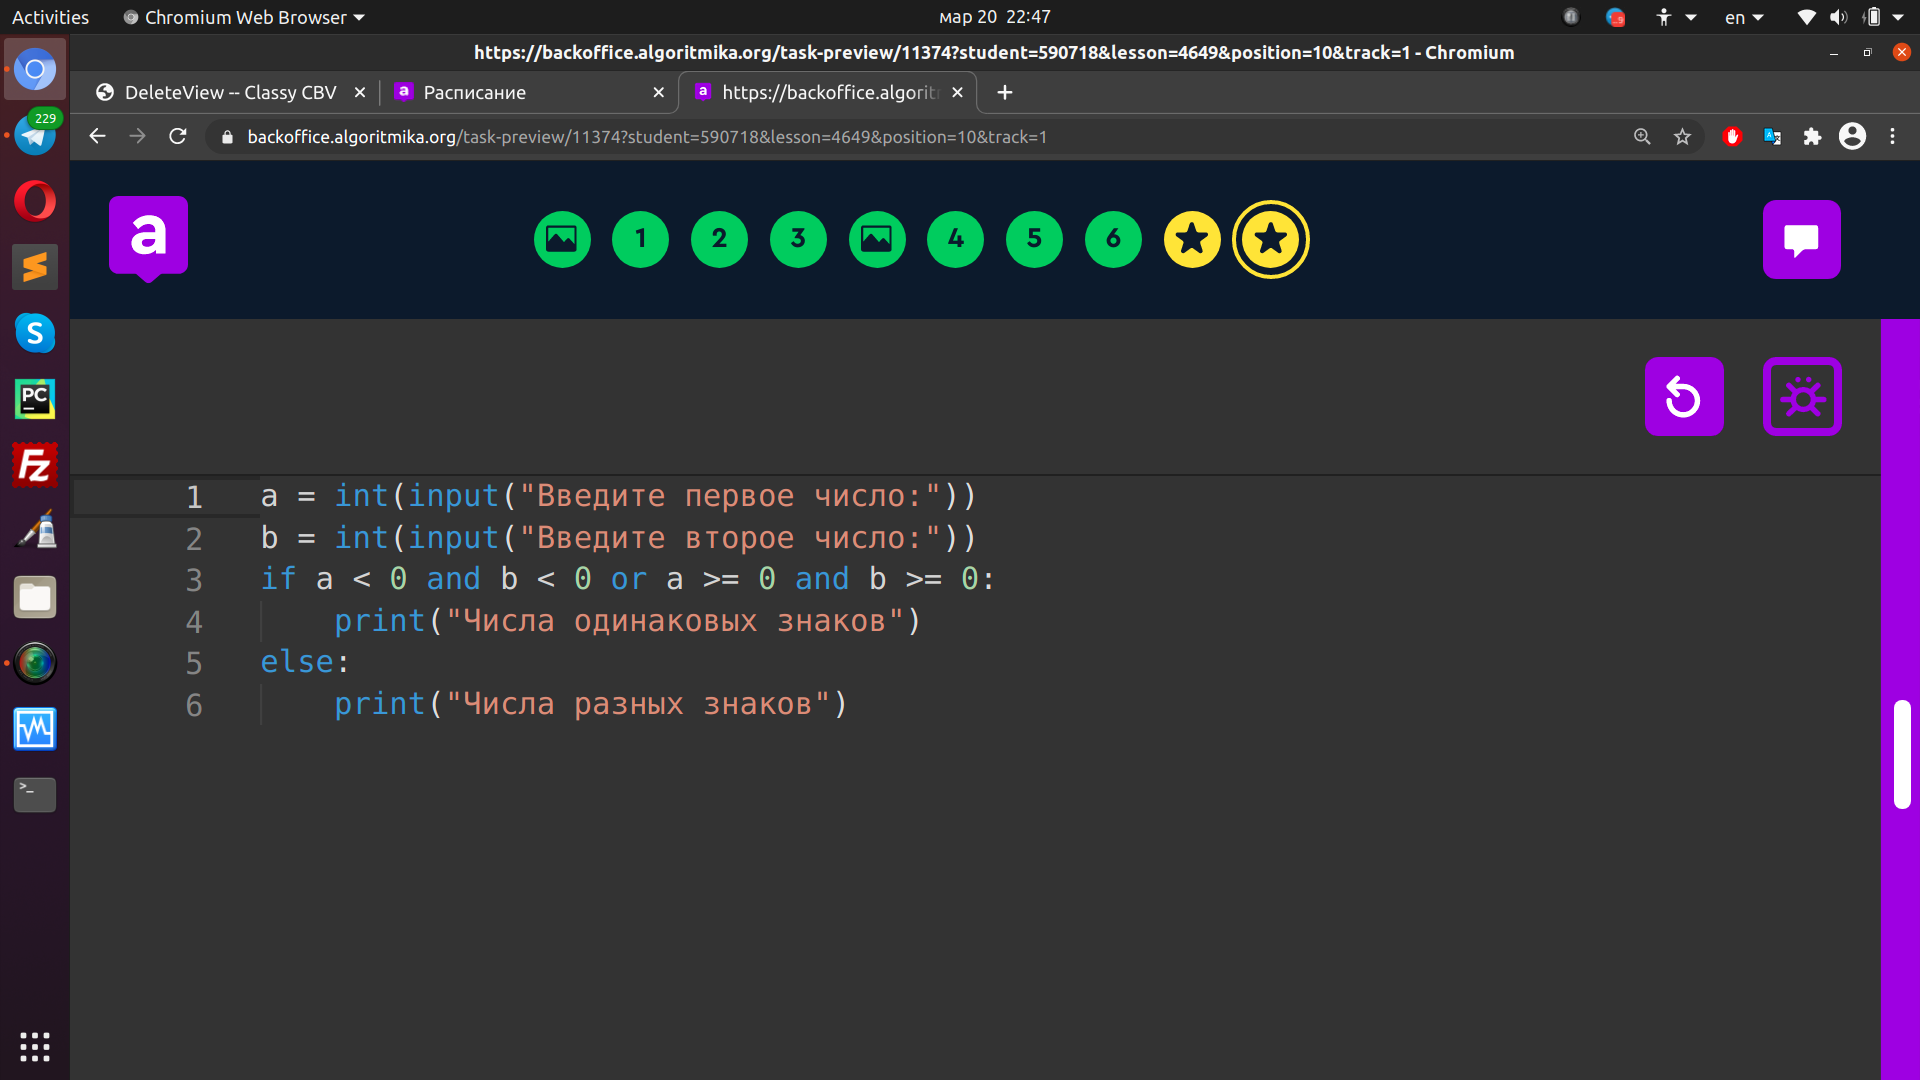 Activities Chromium Web Browser мар 20 22:47 en
https://backoffice.algoritmika.org/task-preview/11374?student=590718&lesson=4649&position=10&track=1 - Chromium
DeleteView -- Classy CBV Расписание https://backoffice.algorit
backoffice.algoritmika.org/task-preview/11374?student=590718&lesson=4649&position=10&track=1
229
a 1 2 3 4 5 6
S
PC
Fz
1 a = int(input("Введите первое число:"))
2 b = int(input("Введите второе число:"))
3 if a < 0 and b < 0 or a >= 0 and b >= 0:
4 print("Числа одинаковых знаков")
5 else:
6 print("Числа разных знаков")